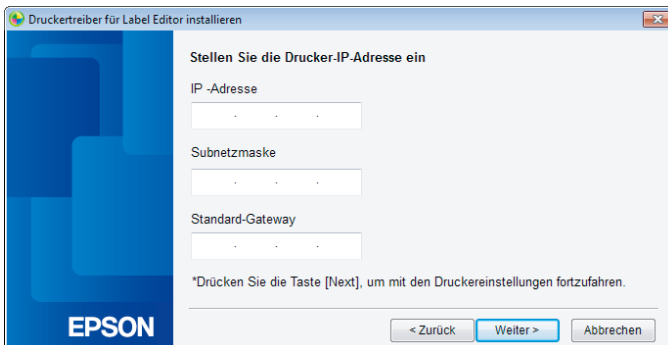 Druckertreiber für Label Editor installieren
Stellen Sie die Drucker-IP-Adresse ein
IP -Adresse
. . .
Subnetzmaske
. . .
Standard-Gateway
. . .
*Drücken Sie die Taste [Next], um mit den Druckereinstellungen fortzufahren.
EPSON
< Zurück Weiter > Abbrechen